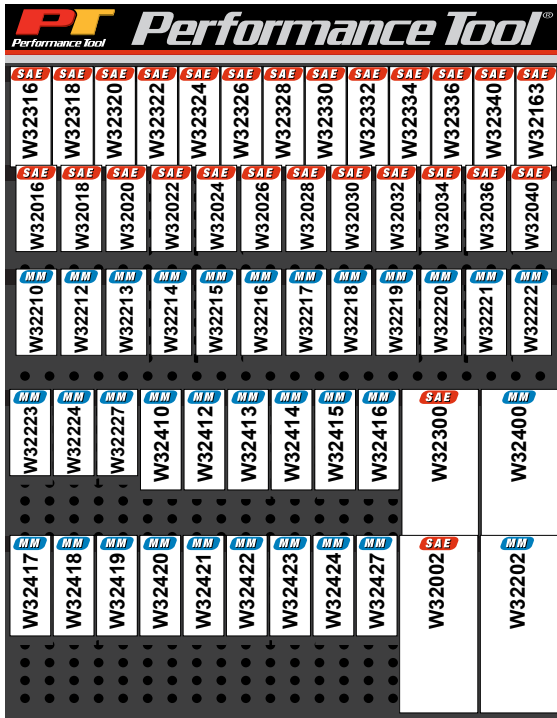 PT Performance Tool®
Performance Tool
SAE SAE SAE SAE SAE SAE SAE SAE SAE SAE SAE SAE SAE
W32316 W32318 W32320 W32322 W32324 W32326 W32328 W32330 W32332 W32334 W32336 W32340 W32163
SAE SAE SAE SAE SAE SAE SAE SAE SAE SAE SAE SAE
W32016 W32018 W32020 W32022 W32024 W32026 W32028 W32030 W32032 W32034 W32036 W32040
MM MM MM MM MM MM MM MM MM MM MM MM
W32210 W32212 W32213 W32214 W32215 W32216 W32217 W32218 W32219 W32220 W32221 W32222
MM MM MM MM MM MM MM MM MM SAE MM
W32223 W32224 W32227 W32410 W32412 W32413 W32414 W32415 W32416 W32300 W32400
MM MM MM MM MM MM MM MM MM SAE MM
W32417 W32418 W32419 W32420 W32421 W32422 W32423 W32424 W32427 W32002 W32202